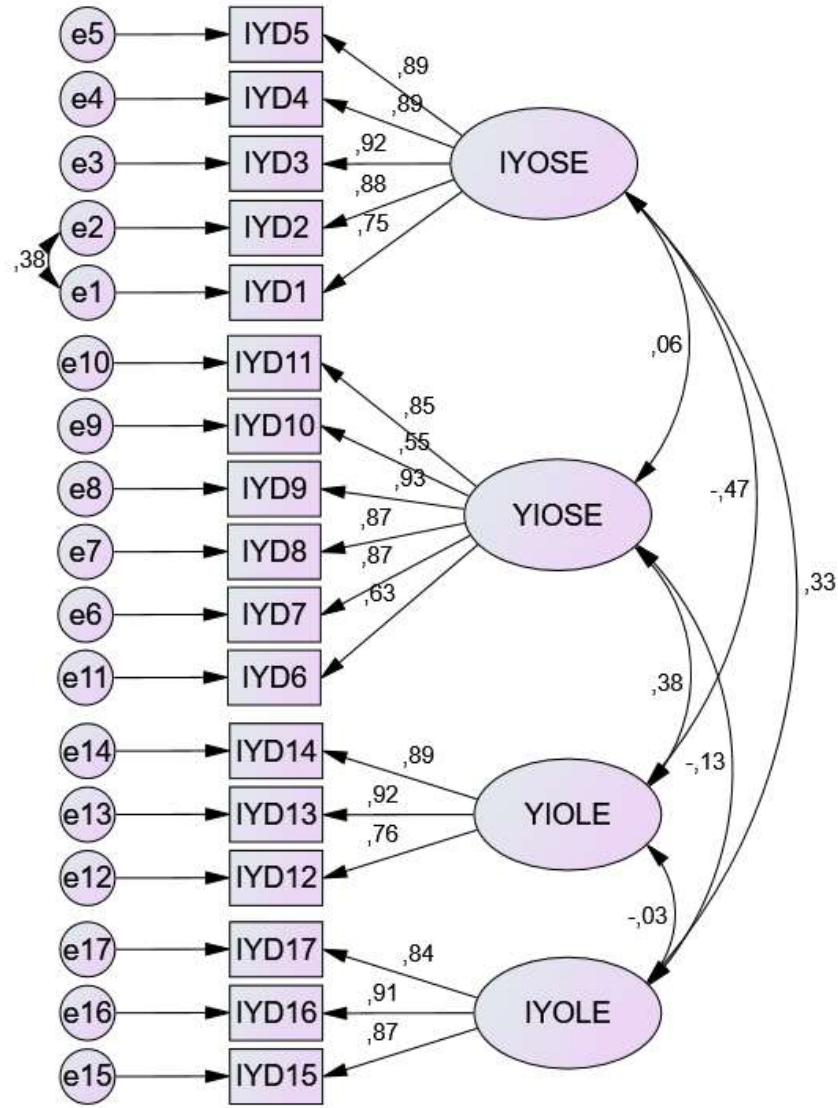 e5 IYD5
,89
e4 IYD4
,89
e3 IYD3 ,92 IYOSE
,88
e2 IYD2
,75
,38
e1 IYD1
,06
e10 IYD11
,85
e9 IYD10
,55
e8 IYD9
,93
-,47
YIOSE
,87
e7 IYD8
,87
,33
e6 IYD7
,63
e11 IYD6
,38
e14 IYD14
,89
-,13
e13 IYD13 ,92 YIOLE
,76
e12 IYD12
-,03
e17 IYD17
,84
e16 IYD16 ,91 IYOLE
,87
e15 IYD15